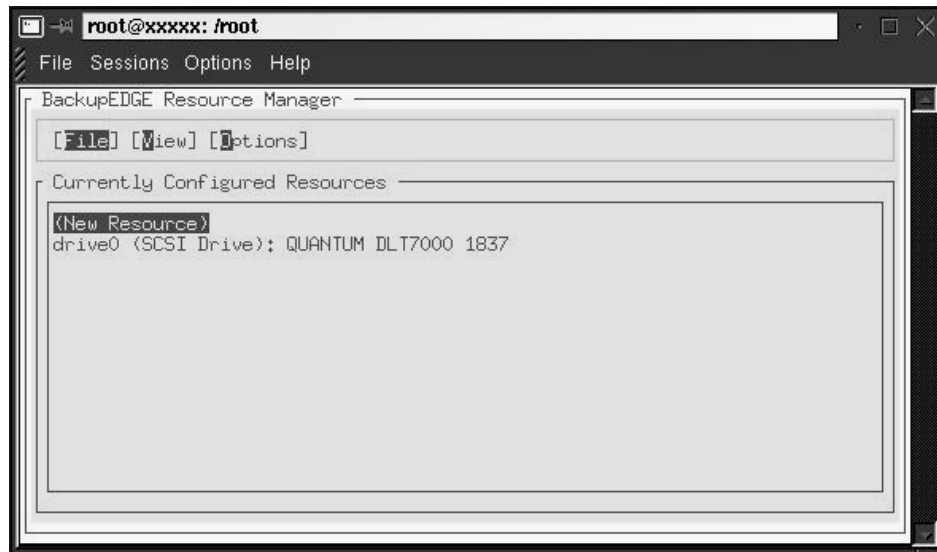 root@xxxxx: /root
File Sessions Options Help
BackupEDGE Resource Manager
[File] [View] [Options]
Currently Configured Resources
(New Resource)
drive0 (SCSI Drive): QUANTUM DLT7000 1837